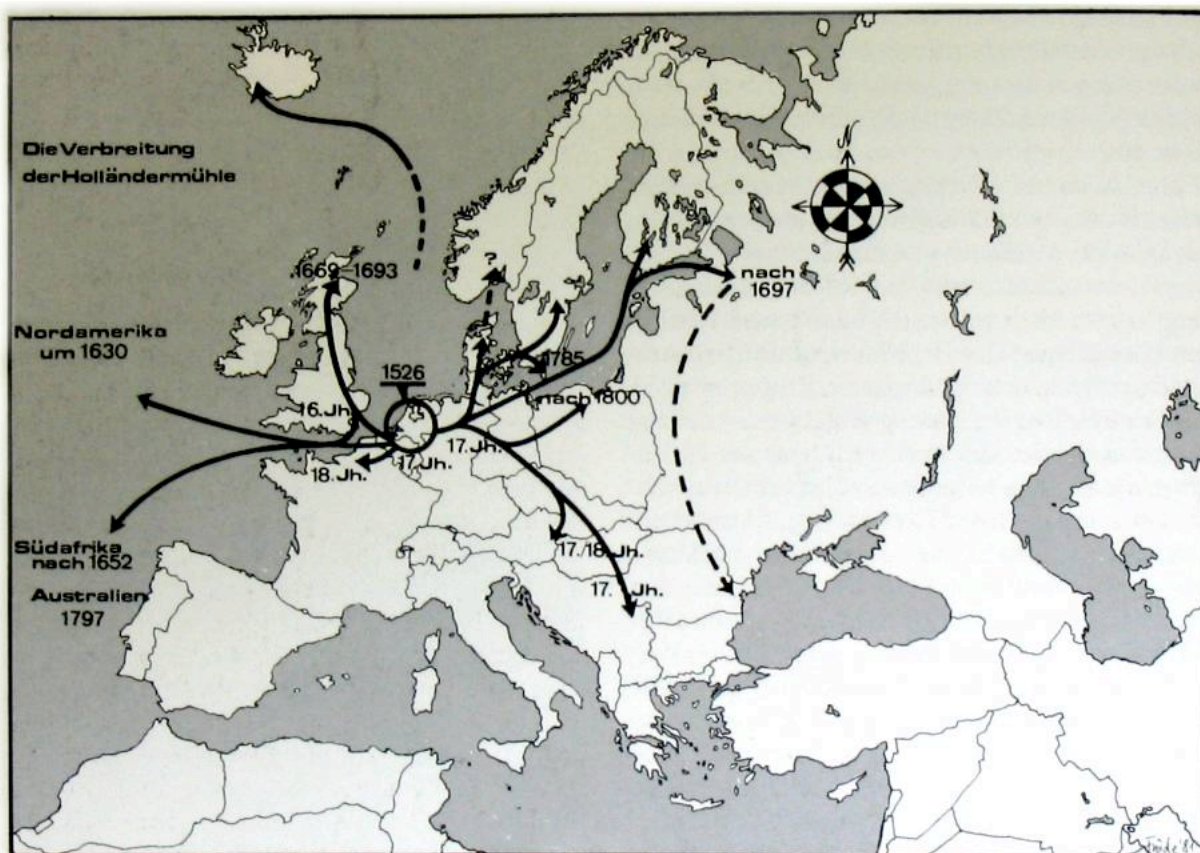 Die Verbreitung
der Holländermühle
1669–1693
?
nach
1697
Nordamerika
um 1630
1526
1785
nach 1800
16. Jh.
17. Jh.
17. Jh.
18. Jh.
Südafrika
nach 1652
17./18. Jh.
17. Jh.
Australien
1797
N